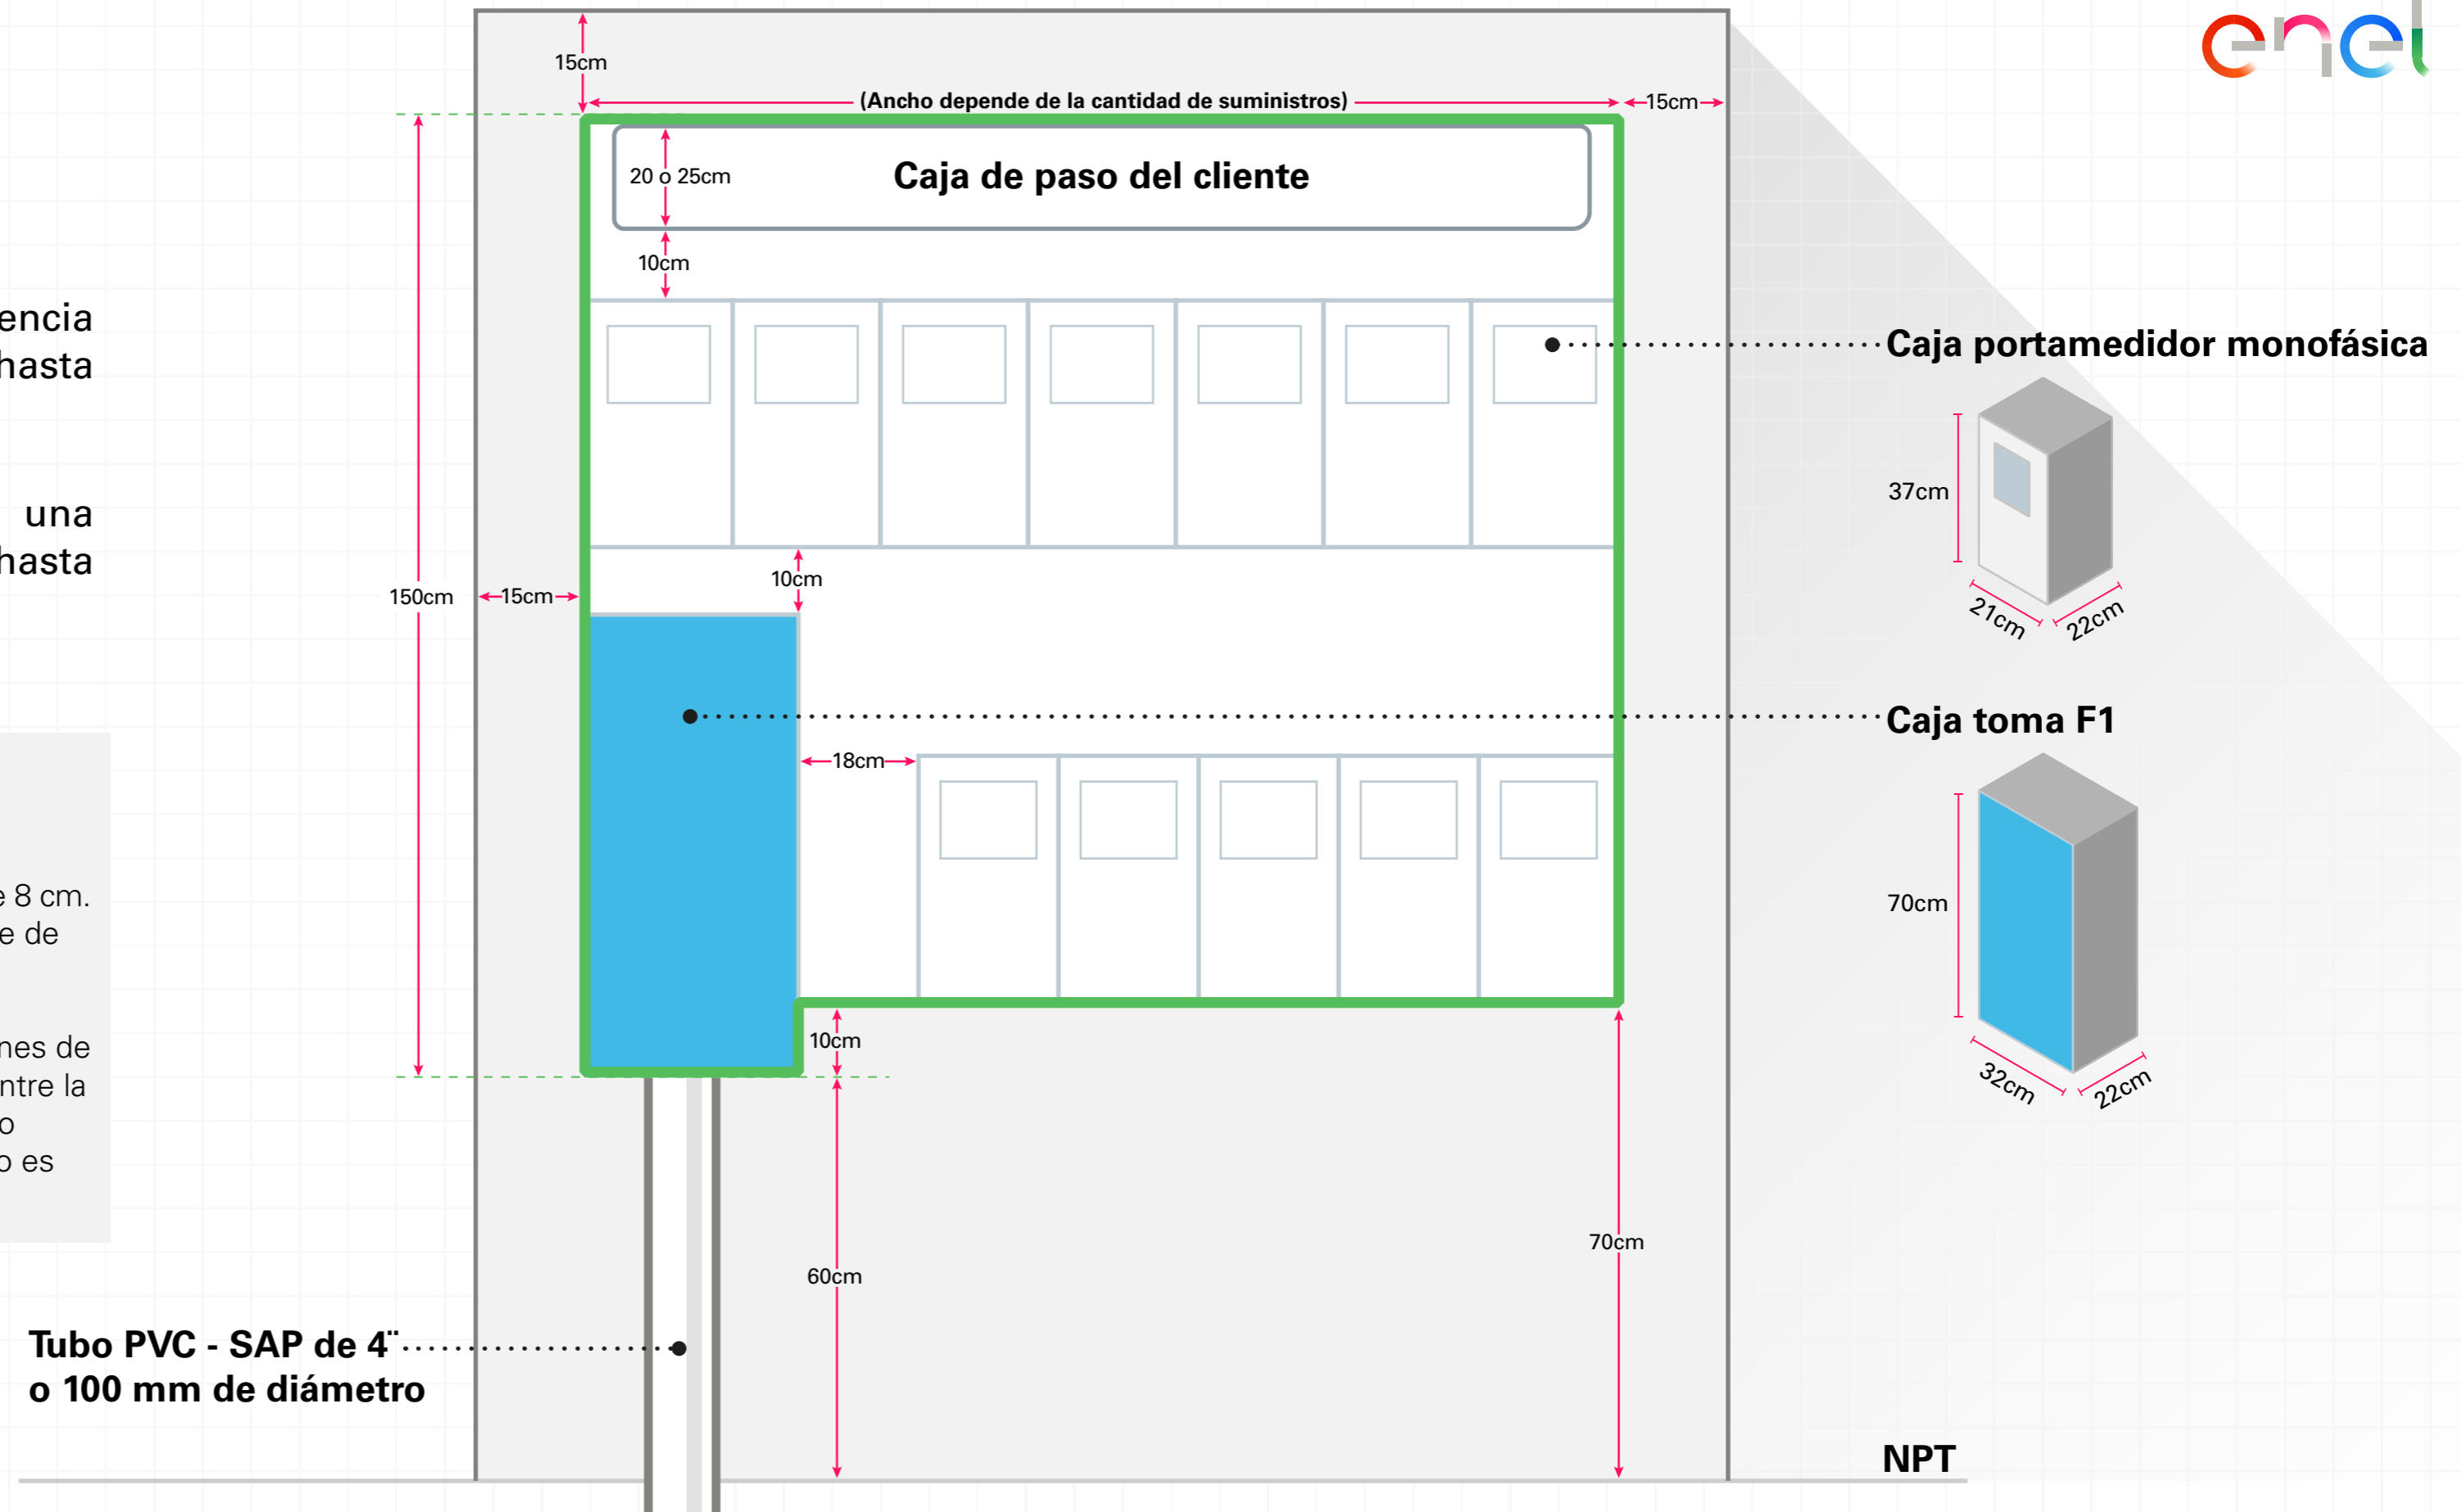 enel
15cm
(Ancho depende de la cantidad de suministros)
15cm
20 o 25cm
Caja de paso del cliente
10cm
hasta
una
hasta
Caja portamedidor monofásica
37cm
21cm
22cm
10cm
150cm
15cm
Caja toma F1
18cm
70cm
32cm
22cm
e 8 cm.
e de
nes de
ntre la
o
o es
10cm
70cm
60cm
Tubo PVC - SAP de 4¨
o 100 mm de diámetro
NPT